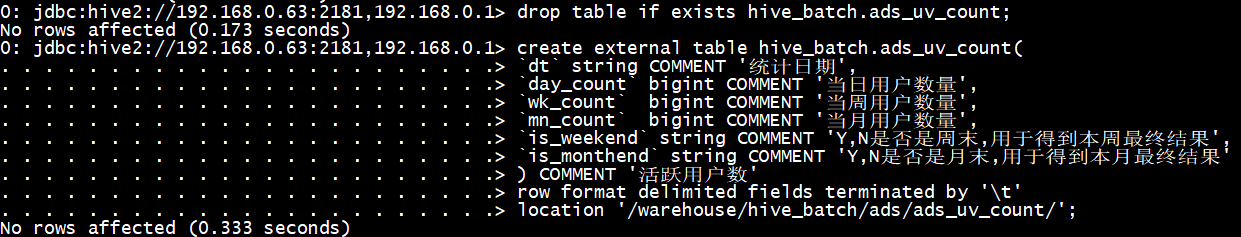 0: jdbc:hive2://192.168.0.63:2181,192.168.0.1> drop table if exists hive_batch.ads_uv_count;
No rows affected (0.173 seconds)
0: jdbc:hive2://192.168.0.63:2181,192.168.0.1> create external table hive_batch.ads_uv_count(
. . . . . . . . . . . . . . . . . . . . . . .> `dt` string COMMENT '统计日期',
. . . . . . . . . . . . . . . . . . . . . . .> `day_count` bigint COMMENT '当日用户数量',
. . . . . . . . . . . . . . . . . . . . . . .> `wk_count`  bigint COMMENT '当周用户数量',
. . . . . . . . . . . . . . . . . . . . . . .> `mn_count`  bigint COMMENT '当月用户数量',
. . . . . . . . . . . . . . . . . . . . . . .> `is_weekend` string COMMENT 'Y,N是否是周末,用于得到本周最终结果',
. . . . . . . . . . . . . . . . . . . . . . .> `is_monthend` string COMMENT 'Y,N是否是月末,用于得到本月最终结果'
. . . . . . . . . . . . . . . . . . . . . . .> ) COMMENT '活跃用户数'
. . . . . . . . . . . . . . . . . . . . . . .> row format delimited fields terminated by '\t'
. . . . . . . . . . . . . . . . . . . . . . .> location '/warehouse/hive_batch/ads/ads_uv_count/';
No rows affected (0.333 seconds)